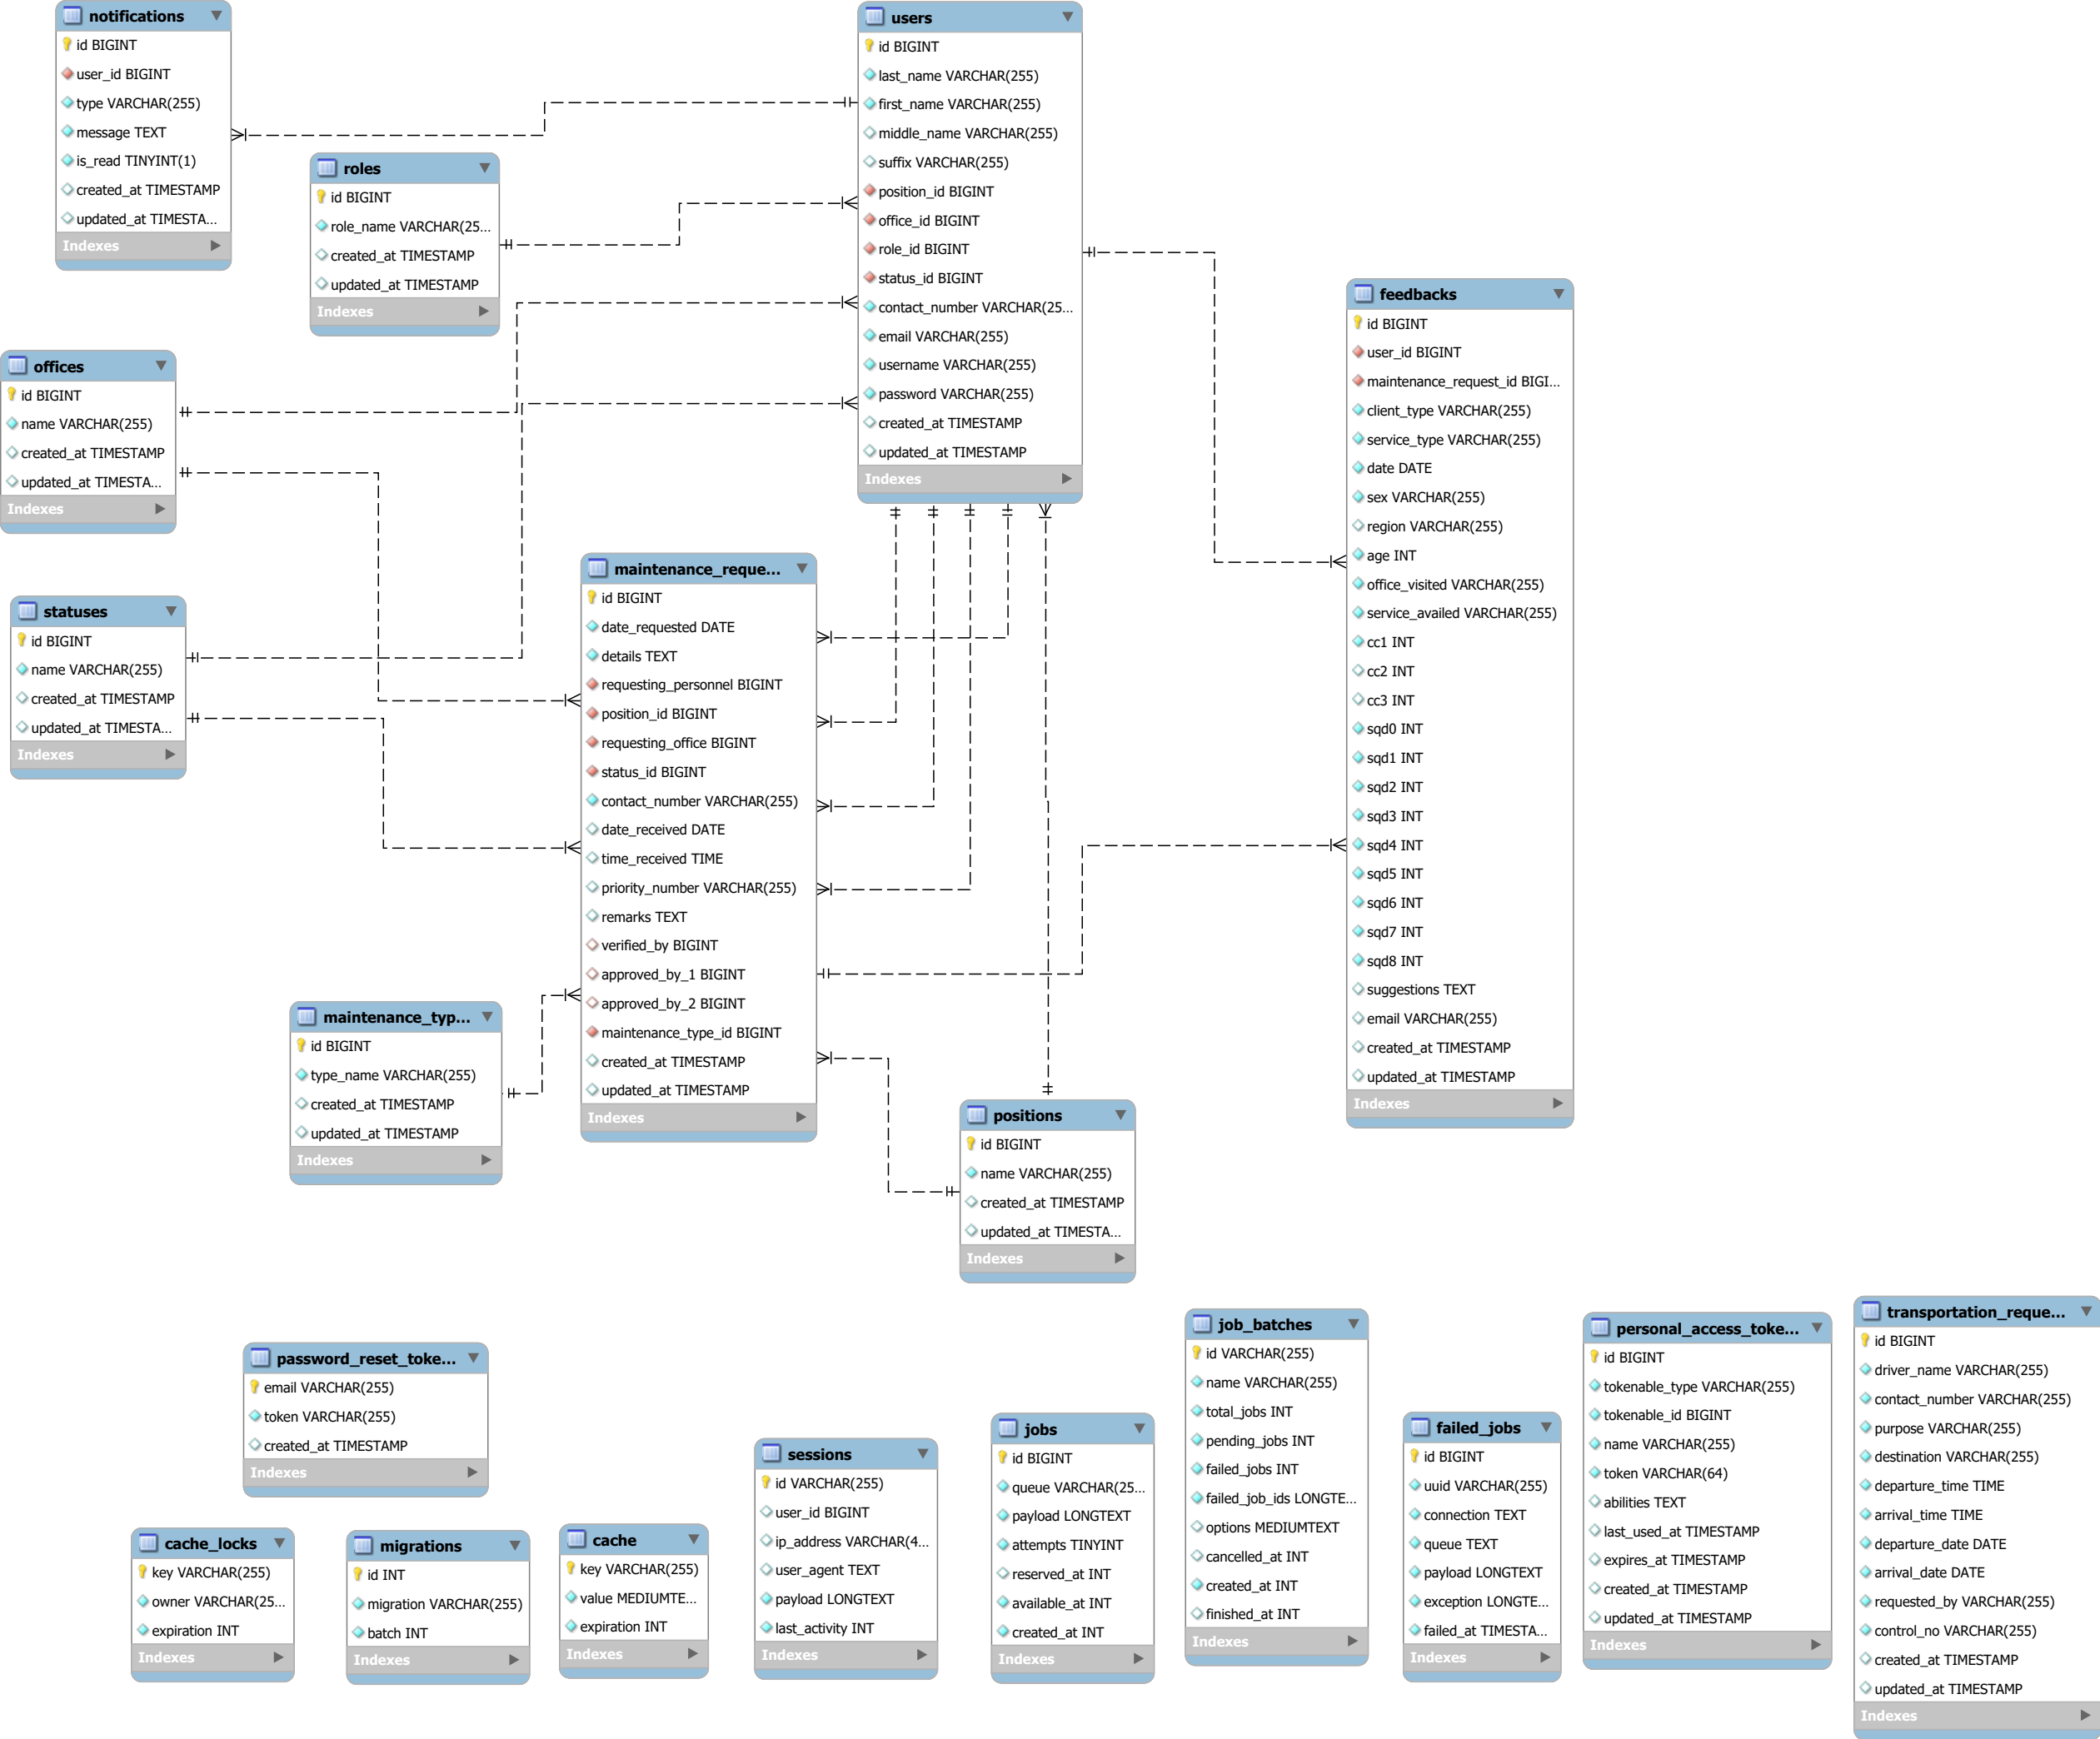 notifications
id BIGINT
user_id BIGINT
type VARCHAR(255)
message TEXT
is_read TINYINT(1)
created_at TIMESTAMP
updated_at TIMESTA...
Indexes
users
id BIGINT
last_name VARCHAR(255)
first_name VARCHAR(255)
middle_name VARCHAR(255)
suffix VARCHAR(255)
position_id BIGINT
office_id BIGINT
role_id BIGINT
status_id BIGINT
contact_number VARCHAR(25...
email VARCHAR(255)
username VARCHAR(255)
password VARCHAR(255)
created_at TIMESTAMP
updated_at TIMESTAMP
Indexes
roles
id BIGINT
role_name VARCHAR(25...
created_at TIMESTAMP
updated_at TIMESTAMP
Indexes
feedbacks
id BIGINT
user_id BIGINT
maintenance_request_id BIGI...
client_type VARCHAR(255)
service_type VARCHAR(255)
date DATE
sex VARCHAR(255)
region VARCHAR(255)
age INT
office_visited VARCHAR(255)
service_availed VARCHAR(255)
cc1 INT
cc2 INT
cc3 INT
sqd0 INT
sqd1 INT
sqd2 INT
sqd3 INT
sqd4 INT
sqd5 INT
sqd6 INT
sqd7 INT
sqd8 INT
suggestions TEXT
email VARCHAR(255)
created_at TIMESTAMP
updated_at TIMESTAMP
Indexes
offices
id BIGINT
name VARCHAR(255)
created_at TIMESTAMP
updated_at TIMESTA...
Indexes
maintenance_reque...
id BIGINT
date_requested DATE
details TEXT
requesting_personnel BIGINT
position_id BIGINT
requesting_office BIGINT
status_id BIGINT
contact_number VARCHAR(255)
date_received DATE
time_received TIME
priority_number VARCHAR(255)
remarks TEXT
verified_by BIGINT
approved_by_1 BIGINT
approved_by_2 BIGINT
maintenance_type_id BIGINT
created_at TIMESTAMP
updated_at TIMESTAMP
Indexes
statuses
id BIGINT
name VARCHAR(255)
created_at TIMESTAMP
updated_at TIMESTA...
Indexes
maintenance_typ...
id BIGINT
type_name VARCHAR(255)
created_at TIMESTAMP
updated_at TIMESTAMP
Indexes
positions
id BIGINT
name VARCHAR(255)
created_at TIMESTAMP
updated_at TIMESTA...
Indexes
password_reset_toke...
email VARCHAR(255)
token VARCHAR(255)
created_at TIMESTAMP
Indexes
cache_locks
key VARCHAR(255)
owner VARCHAR(25...
expiration INT
Indexes
migrations
id INT
migration VARCHAR(255)
batch INT
Indexes
cache
key VARCHAR(255)
value MEDIUMTE...
expiration INT
Indexes
sessions
id VARCHAR(255)
user_id BIGINT
ip_address VARCHAR(4...
user_agent TEXT
payload LONGTEXT
last_activity INT
Indexes
jobs
id BIGINT
queue VARCHAR(25...
payload LONGTEXT
attempts TINYINT
reserved_at INT
available_at INT
created_at INT
Indexes
job_batches
id VARCHAR(255)
name VARCHAR(255)
total_jobs INT
pending_jobs INT
failed_jobs INT
failed_job_ids LONGTE...
options MEDIUMTEXT
cancelled_at INT
created_at INT
finished_at INT
Indexes
failed_jobs
id BIGINT
uuid VARCHAR(255)
connection TEXT
queue TEXT
payload LONGTEXT
exception LONGTE...
failed_at TIMESTA...
Indexes
personal_access_toke...
id BIGINT
tokenable_type VARCHAR(255)
tokenable_id BIGINT
name VARCHAR(255)
token VARCHAR(64)
abilities TEXT
last_used_at TIMESTAMP
expires_at TIMESTAMP
created_at TIMESTAMP
updated_at TIMESTAMP
Indexes
transportation_reque...
id BIGINT
driver_name VARCHAR(255)
contact_number VARCHAR(255)
purpose VARCHAR(255)
destination VARCHAR(255)
departure_time TIME
arrival_time TIME
departure_date DATE
arrival_date DATE
requested_by VARCHAR(255)
control_no VARCHAR(255)
created_at TIMESTAMP
updated_at TIMESTAMP
Indexes